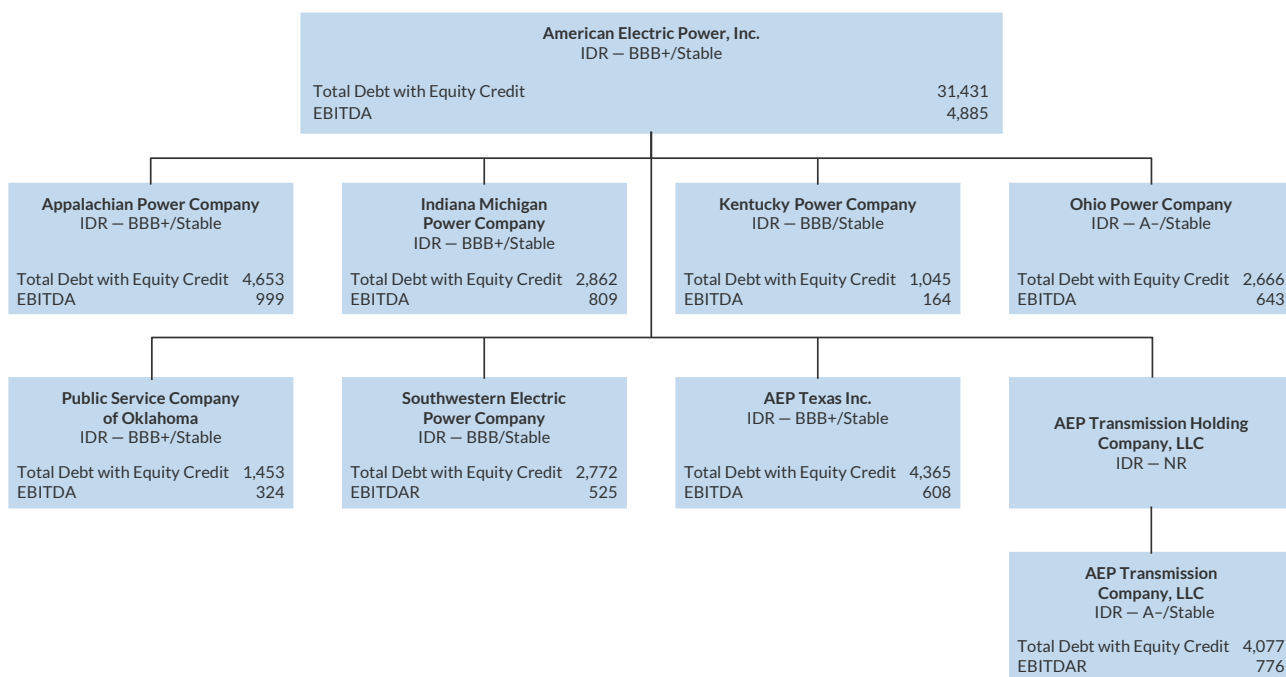 American Electric Power, Inc.
IDR — BBB+/Stable
Total Debt with Equity Credit 31,431
EBITDA 4,885
Appalachian Power Company
IDR — BBB+/Stable
Total Debt with Equity Credit 4,653
EBITDA 999
Indiana Michigan
Power Company
IDR — BBB+/Stable
Total Debt with Equity Credit 2,862
EBITDA 809
Kentucky Power Company
IDR — BBB/Stable
Total Debt with Equity Credit 1,045
EBITDA 164
Ohio Power Company
IDR — A–/Stable
Total Debt with Equity Credit 2,666
EBITDA 643
Public Service Company
of Oklahoma
IDR — BBB+/Stable
Total Debt with Equity Credit 1,453
EBITDA 324
Southwestern Electric
Power Company
IDR — BBB/Stable
Total Debt with Equity Credit 2,772
EBITDAR 525
AEP Texas Inc.
IDR — BBB+/Stable
Total Debt with Equity Credit 4,365
EBITDA 608
AEP Transmission Holding
Company, LLC
IDR — NR
AEP Transmission
Company, LLC
IDR — A–/Stable
Total Debt with Equity Credit 4,077
EBITDAR 776